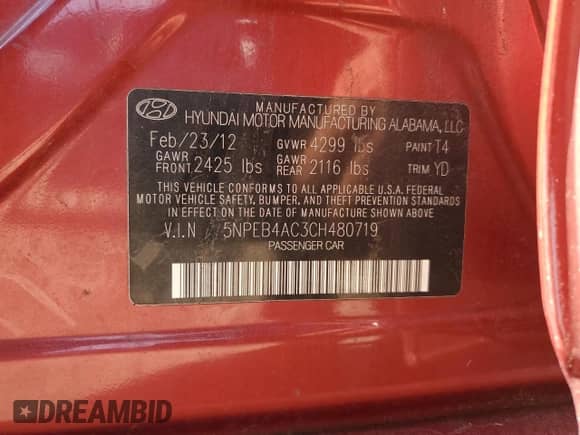 MANUFACTURED BY
HYUNDAI MOTOR MANUFACTURING ALABAMA, LLC
Feb/23/12 GVWR 4299 lbs PAINT T4
GAWR FRONT 2425 lbs GAWR REAR 2116 lbs TRIM YD
THIS VEHICLE CONFORMS TO ALL APPLICABLE U.S.A. FEDERAL
MOTOR VEHICLE SAFETY, BUMPER, AND THEFT PREVENTION STANDARDS
IN EFFECT ON THE DATE OF MANUFACTURE SHOWN ABOVE.
V.I.N 5NPEB4AC3CH480719
PASSENGER CAR
DREAMBID